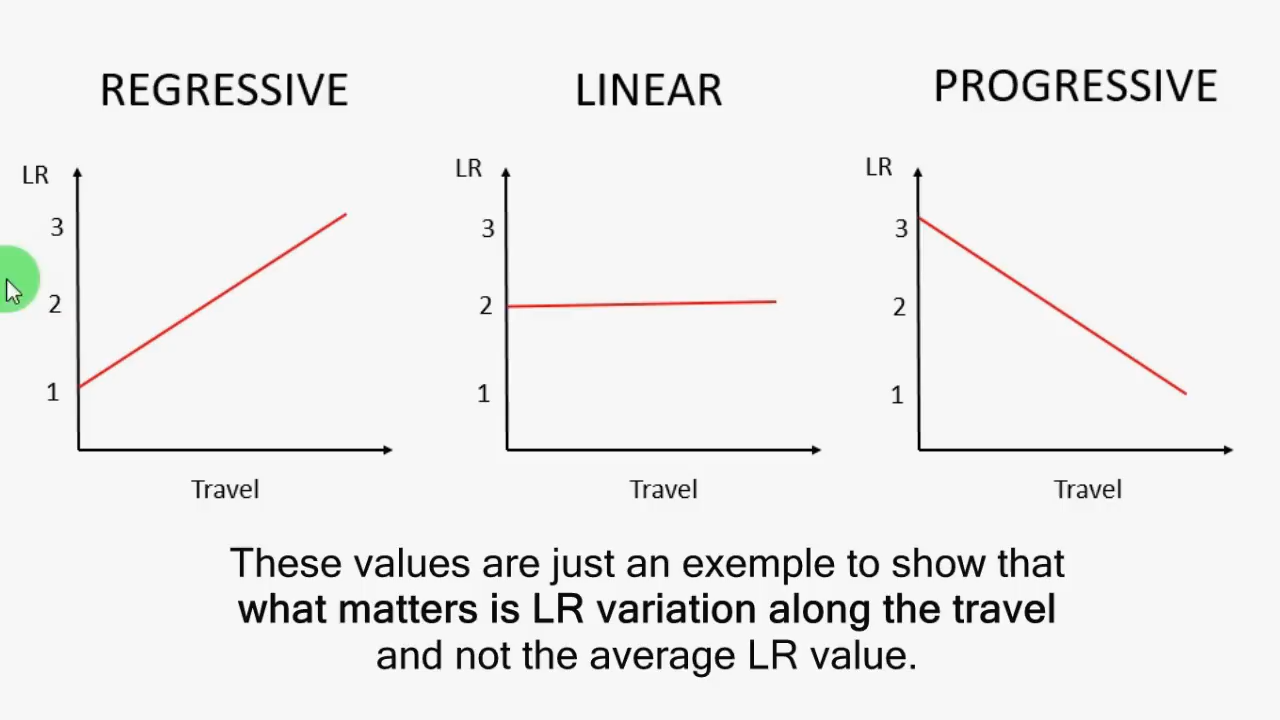 REGRESSIVE
LINEAR
PROGRESSIVE
LR
3
2
1
Travel
LR
3
2
1
Travel
LR
3
2
1
Travel
These values are just an exemple to show that
what matters is LR variation along the travel
and not the average LR value.